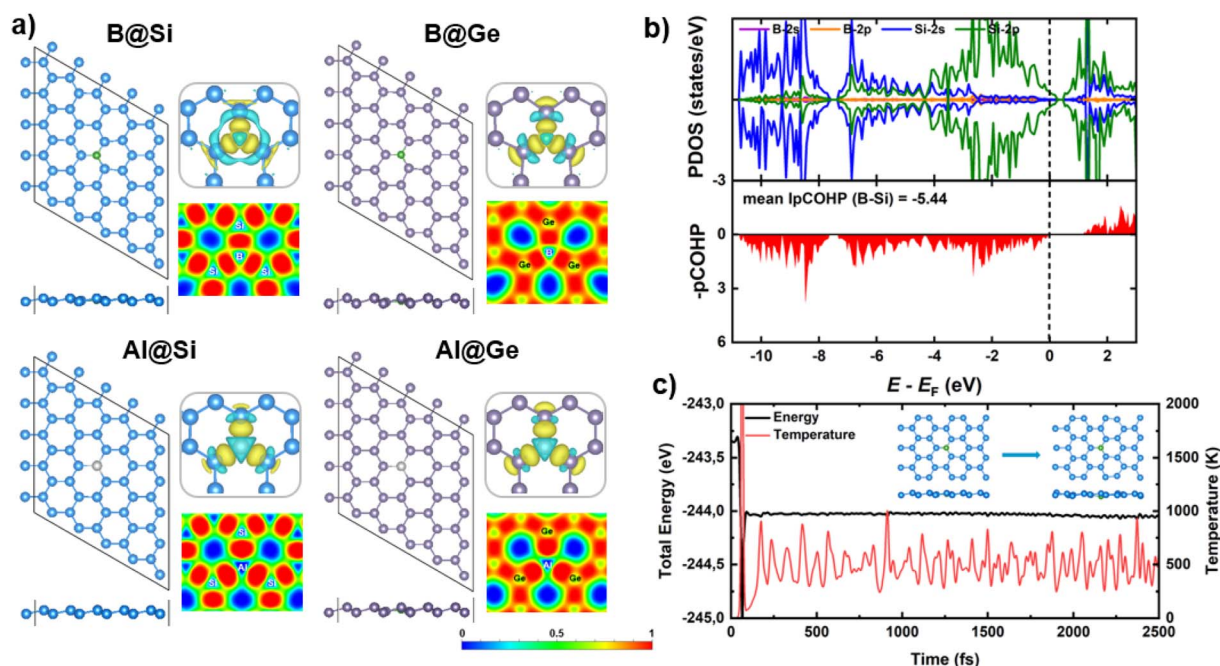 a)
B@Si
B@Ge
Si
B
Si
Si
Ge
B
Ge
Ge
Al@Si
Al@Ge
Si
Al
Si
Si
Ge
Al
Ge
Ge
0
0.5
1
b)
B-2s
B-2p
Si-2s
Si-2p
PDOS (states/eV)
-3
mean IpCOHP (B-Si) = -5.44
-pCOHP
0
3
6
-10
-8
-6
-4
-2
0
2
E - EF (eV)
c)
Energy
Temperature
Total Energy (eV)
-243,0
-243,5
-244,0
-244,5
-245,0
0
500
1000
1500
2000
2500
Time (fs)
2000
1500
1000
500
0
Temperature (K)